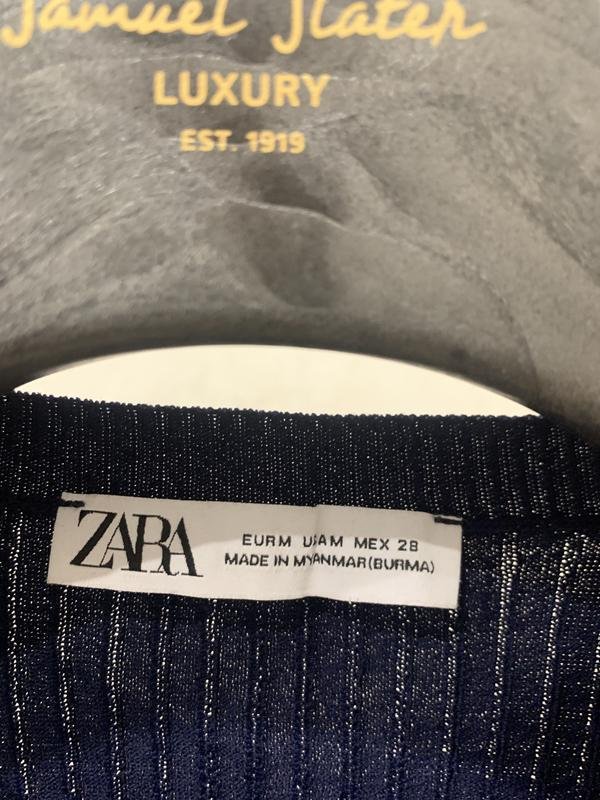 Samuel Slater
LUXURY
EST. 1919
ZARA
EUR M USA M MEX 28
MADE IN MYANMAR (BURMA)